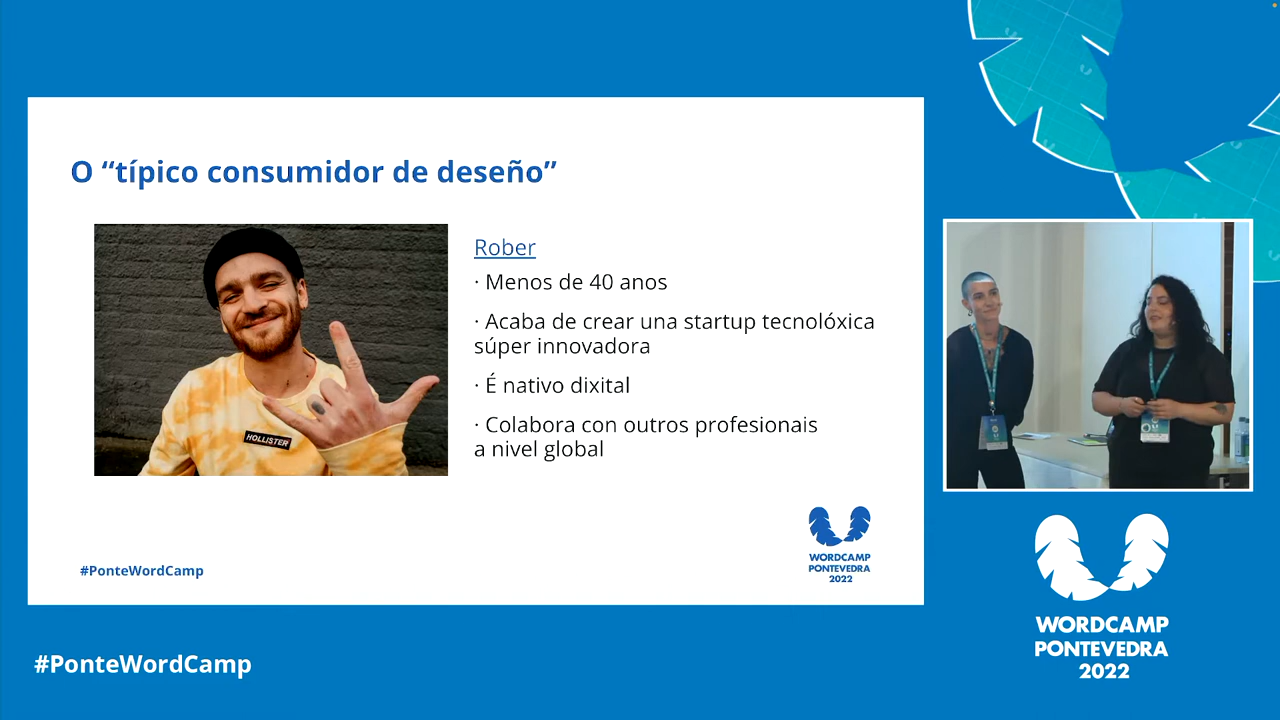 O “típico consumidor de deseño”
HOLLISTER
Rober
· Menos de 40 anos
· Acaba de crear una startup tecnolóxica
súper innovadora
· É nativo dixital
· Colabora con outros profesionais
a nivel global
WORDCAMP
PONTEVEDRA
2022
#PonteWordCamp
#PonteWordCamp
WORDCAMP
PONTEVEDRA
2022